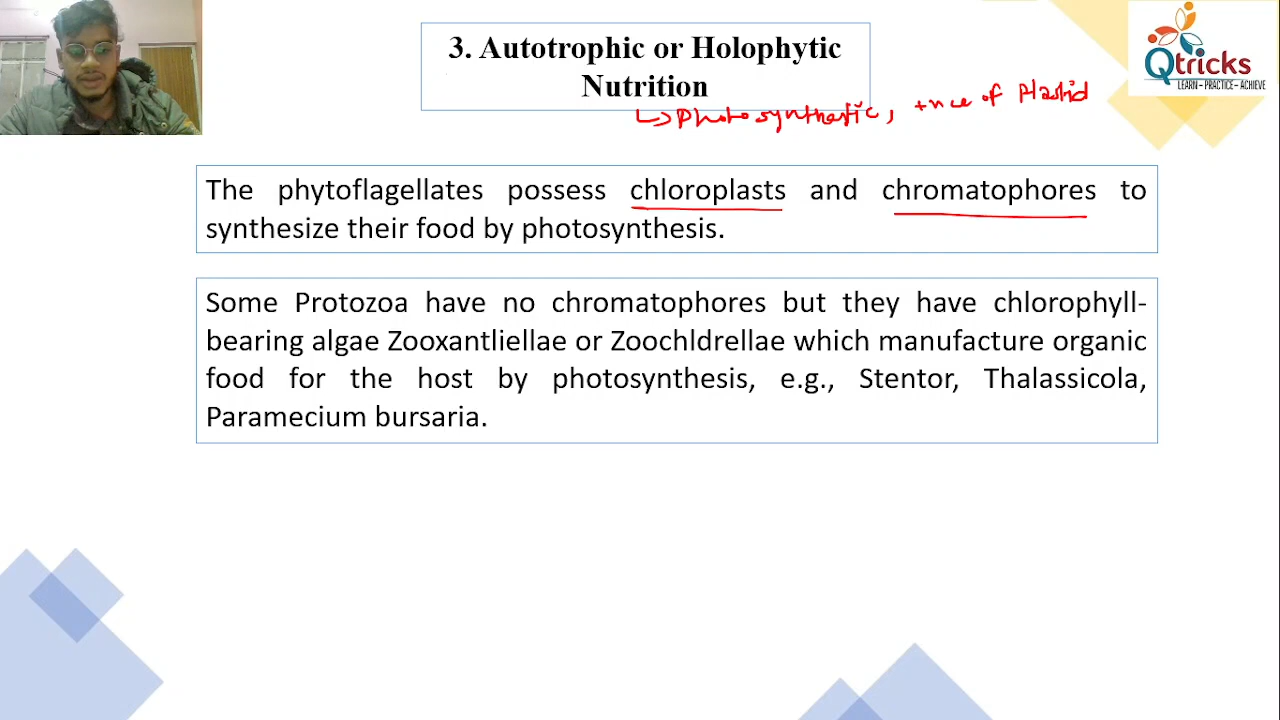 3. Autotrophic or Holophytic
Nutrition
Qtricks
LEARN – PRACTICE – ACHIEVE
↳ Photosynthetic, +nce of Plastid
The phytoflagellates possess chloroplasts and chromatophores to
synthesize their food by photosynthesis.
Some Protozoa have no chromatophores but they have chlorophyll-
bearing algae Zooxantliellae or Zoochldrellae which manufacture organic
food for the host by photosynthesis, e.g., Stentor, Thalassicola,
Paramecium bursaria.